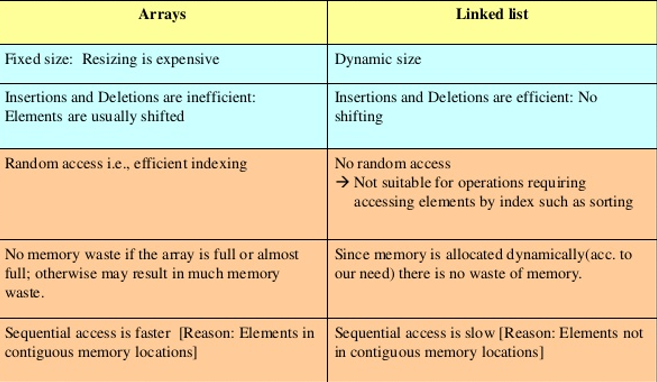 Arrays
Linked list
Fixed size: Resizing is expensive
Dynamic size
Insertions and Deletions are inefficient:
Elements are usually shifted
Insertions and Deletions are efficient: No
shifting
Random access i.e., efficient indexing
No random access
→ Not suitable for operations requiring
accessing elements by index such as sorting
No memory waste if the array is full or almost
full; otherwise may result in much memory
waste.
Since memory is allocated dynamically(acc. to
our need) there is no waste of memory.
Sequential access is faster [Reason: Elements in
contiguous memory locations]
Sequential access is slow [Reason: Elements not
in contiguous memory locations]